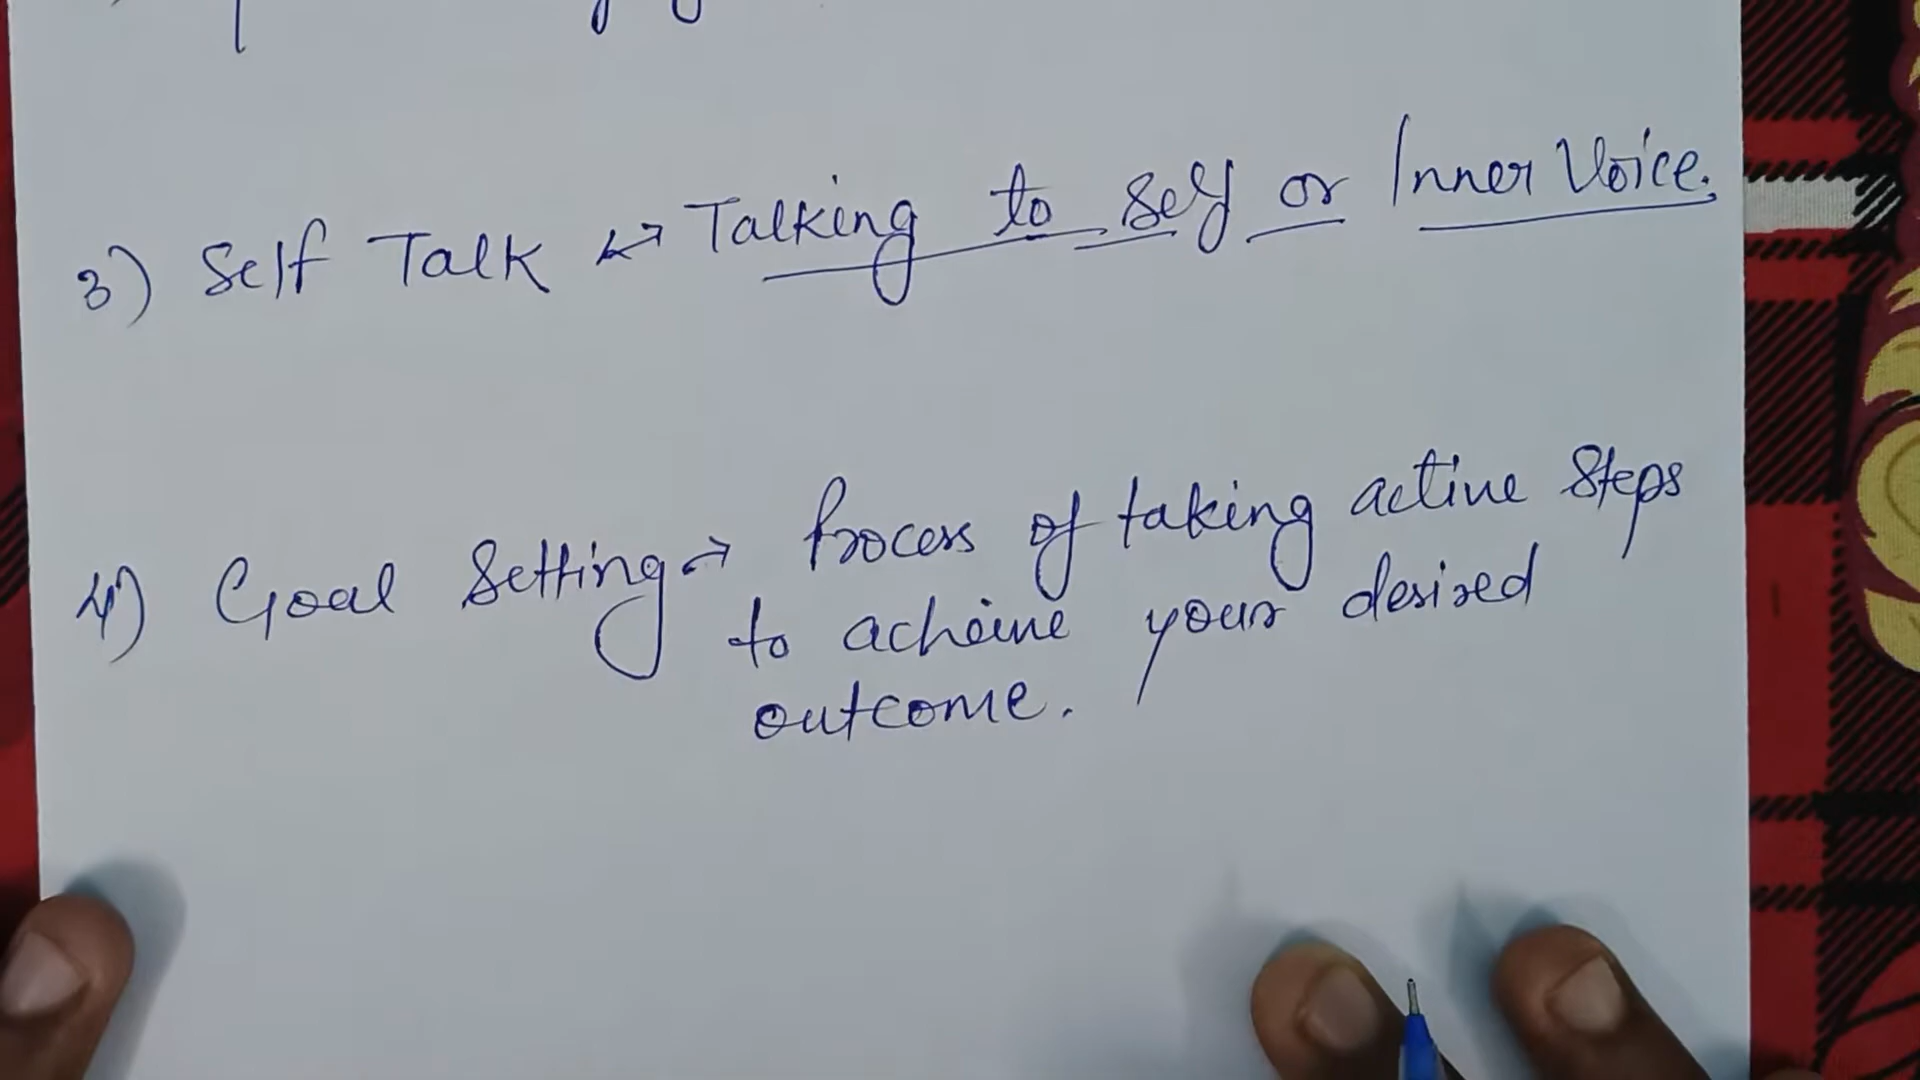 3) Self Talk ↔ Talking to self or Inner Voice.
4) Goal Setting → Process of taking active steps
to acheive your desired
outcome.